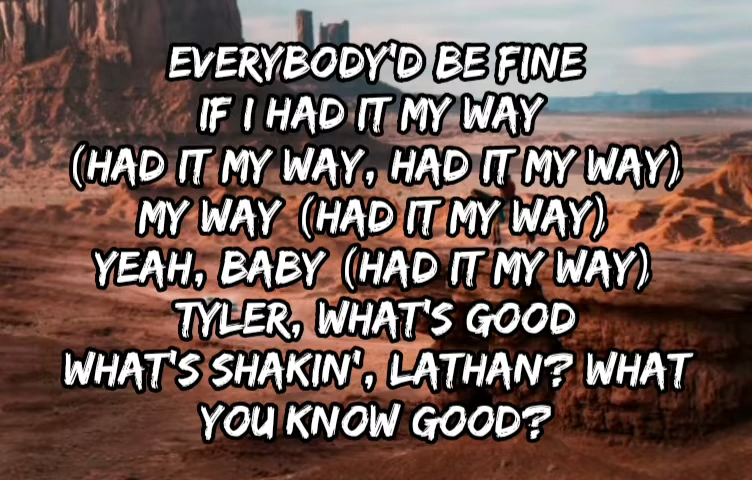 EVERYBODY'D BE FINE
IF I HAD IT MY WAY
(HAD IT MY WAY, HAD IT MY WAY)
MY WAY (HAD IT MY WAY)
YEAH, BABY (HAD IT MY WAY)
TYLER, WHAT'S GOOD
WHAT'S SHAKIN', LATHAN? WHAT
YOU KNOW GOOD?